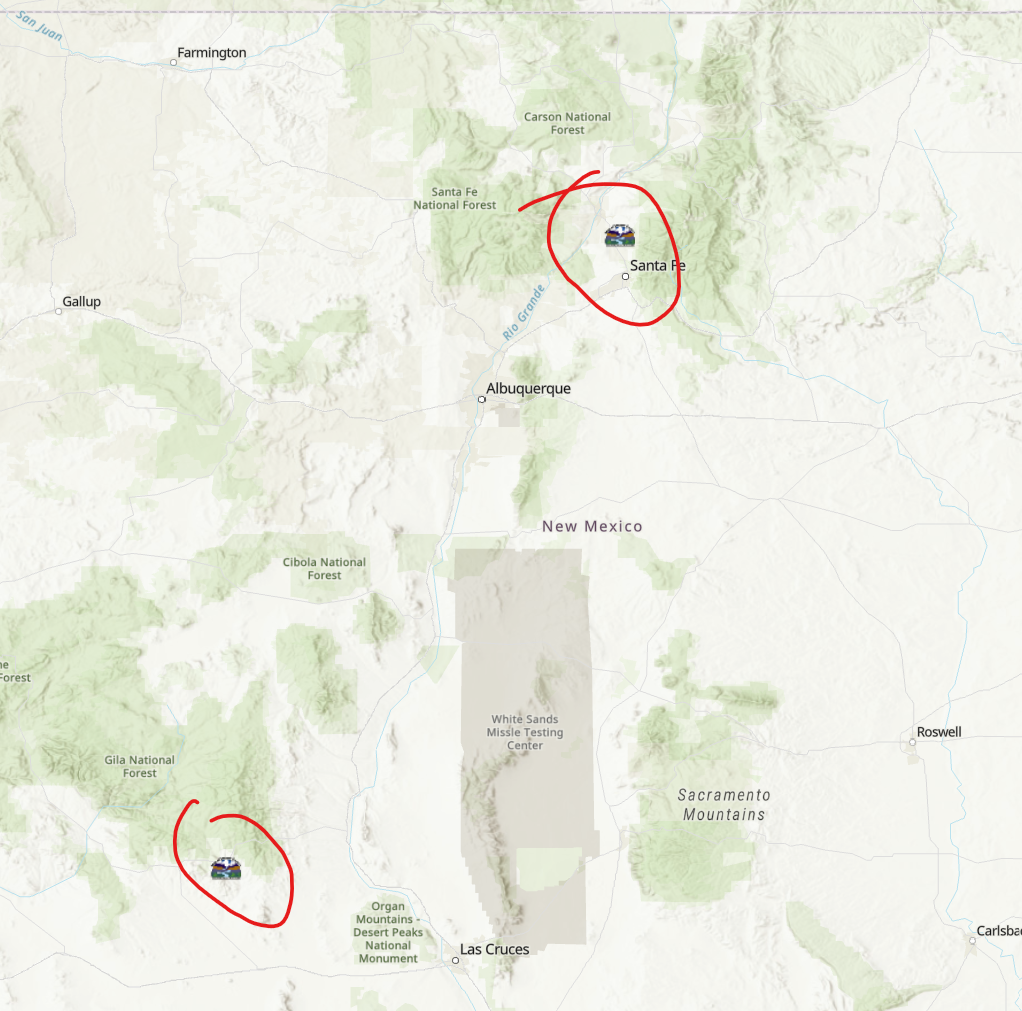 San Juan
Farmington
Carson National
Forest
Santa Fe
National Forest
Santa Fe
Gallup
Rio Grande
Albuquerque
New Mexico
Cibola National
Forest
Forest
White Sands
Missle Testing
Center
Roswell
Gila National
Forest
Sacramento
Mountains
Organ
Mountains -
Desert Peaks
National
Monument
Las Cruces
Carlsba